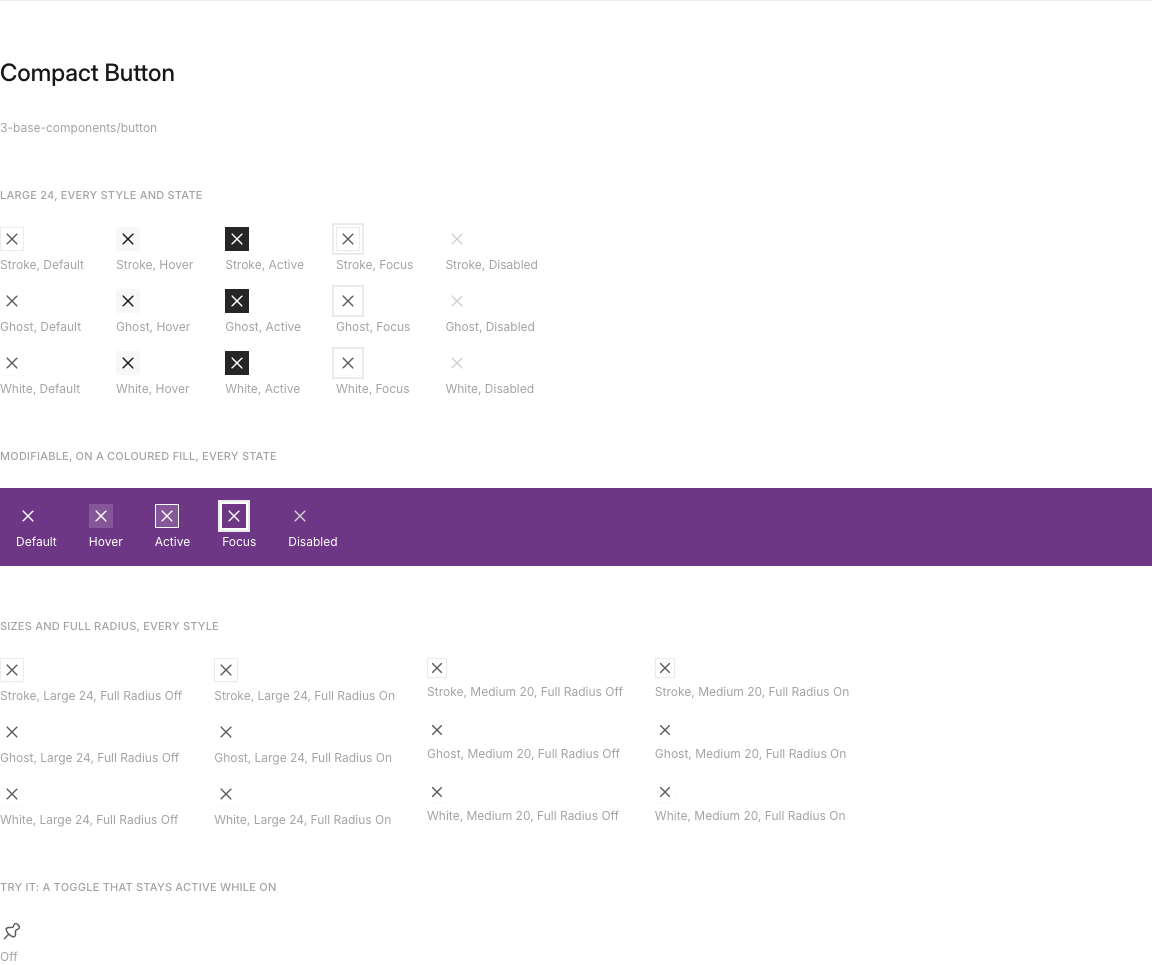 Compact Button
3-base-components/button
LARGE 24, EVERY STYLE AND STATE
Stroke, Default
Stroke, Hover
Stroke, Active
Stroke, Focus
Stroke, Disabled
Ghost, Default
Ghost, Hover
Ghost, Active
Ghost, Focus
Ghost, Disabled
White, Default
White, Hover
White, Active
White, Focus
White, Disabled
MODIFIABLE, ON A COLOURED FILL, EVERY STATE
Default
Hover
Active
Focus
Disabled
SIZES AND FULL RADIUS, EVERY STYLE
Stroke, Large 24, Full Radius Off
Stroke, Large 24, Full Radius On
Stroke, Medium 20, Full Radius Off
Stroke, Medium 20, Full Radius On
Ghost, Large 24, Full Radius Off
Ghost, Large 24, Full Radius On
Ghost, Medium 20, Full Radius Off
Ghost, Medium 20, Full Radius On
White, Large 24, Full Radius Off
White, Large 24, Full Radius On
White, Medium 20, Full Radius Off
White, Medium 20, Full Radius On
TRY IT: A TOGGLE THAT STAYS ACTIVE WHILE ON
Off